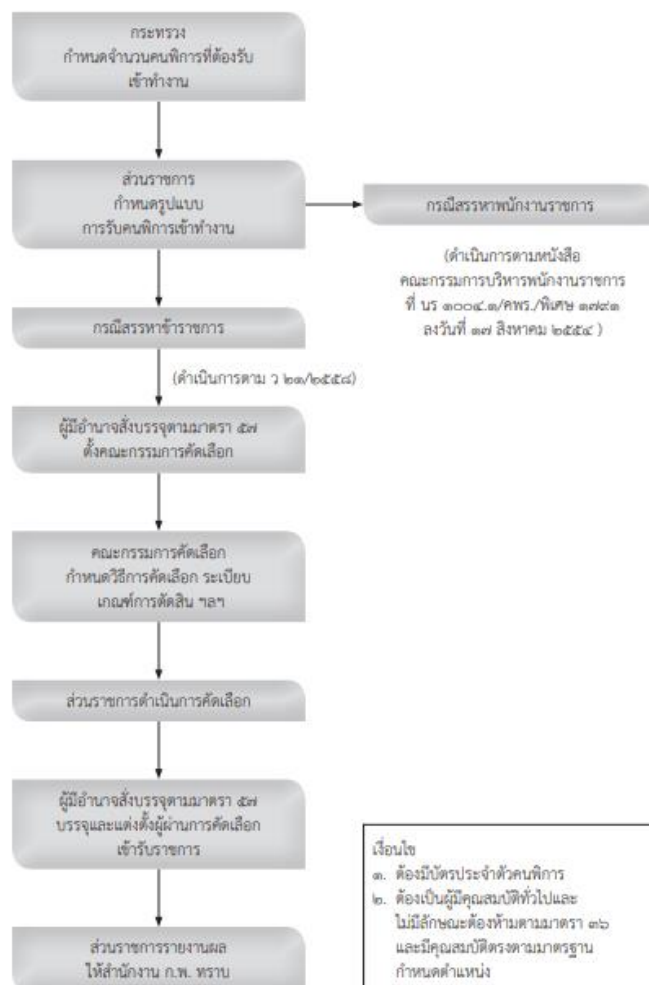 กระทรวง
กำหนดจำนวนคนพิการที่ต้องรับ
เข้าทำงาน
ส่วนราชการ
กำหนดรูปแบบ
การรับคนพิการเข้าทำงาน
กรณีสรรหาพนักงานราชการ
(ดำเนินการตามหนังสือ
คณะกรรมการบริหารพนักงานราชการ
ที่ นร ๑๐๐๔.๑/คพร./พิเศษ ๑๗๙๑
ลงวันที่ ๑๗ สิงหาคม ๒๕๕๔ )
กรณีสรรหาข้าราชการ
(ดำเนินการตาม ว ๒๑/๒๕๕๘)
ผู้มีอำนาจสั่งบรรจุตามมาตรา ๕๗
ตั้งคณะกรรมการคัดเลือก
คณะกรรมการคัดเลือก
กำหนดวิธีการคัดเลือก ระเบียบ
เกณฑ์การตัดสิน ฯลฯ
ส่วนราชการดำเนินการคัดเลือก
ผู้มีอำนาจสั่งบรรจุตามมาตรา ๕๗
บรรจุและแต่งตั้งผู้ผ่านการคัดเลือก
เข้ารับราชการ
ส่วนราชการรายงานผล
ให้สำนักงาน ก.พ. ทราบ
เงื่อนไข
๑. ต้องมีบัตรประจำตัวคนพิการ
๒. ต้องเป็นผู้มีคุณสมบัติทั่วไปและ
ไม่มีลักษณะต้องห้ามตามมาตรา ๓๖
และมีคุณสมบัติตรงตามมาตรฐาน
กำหนดตำแหน่ง